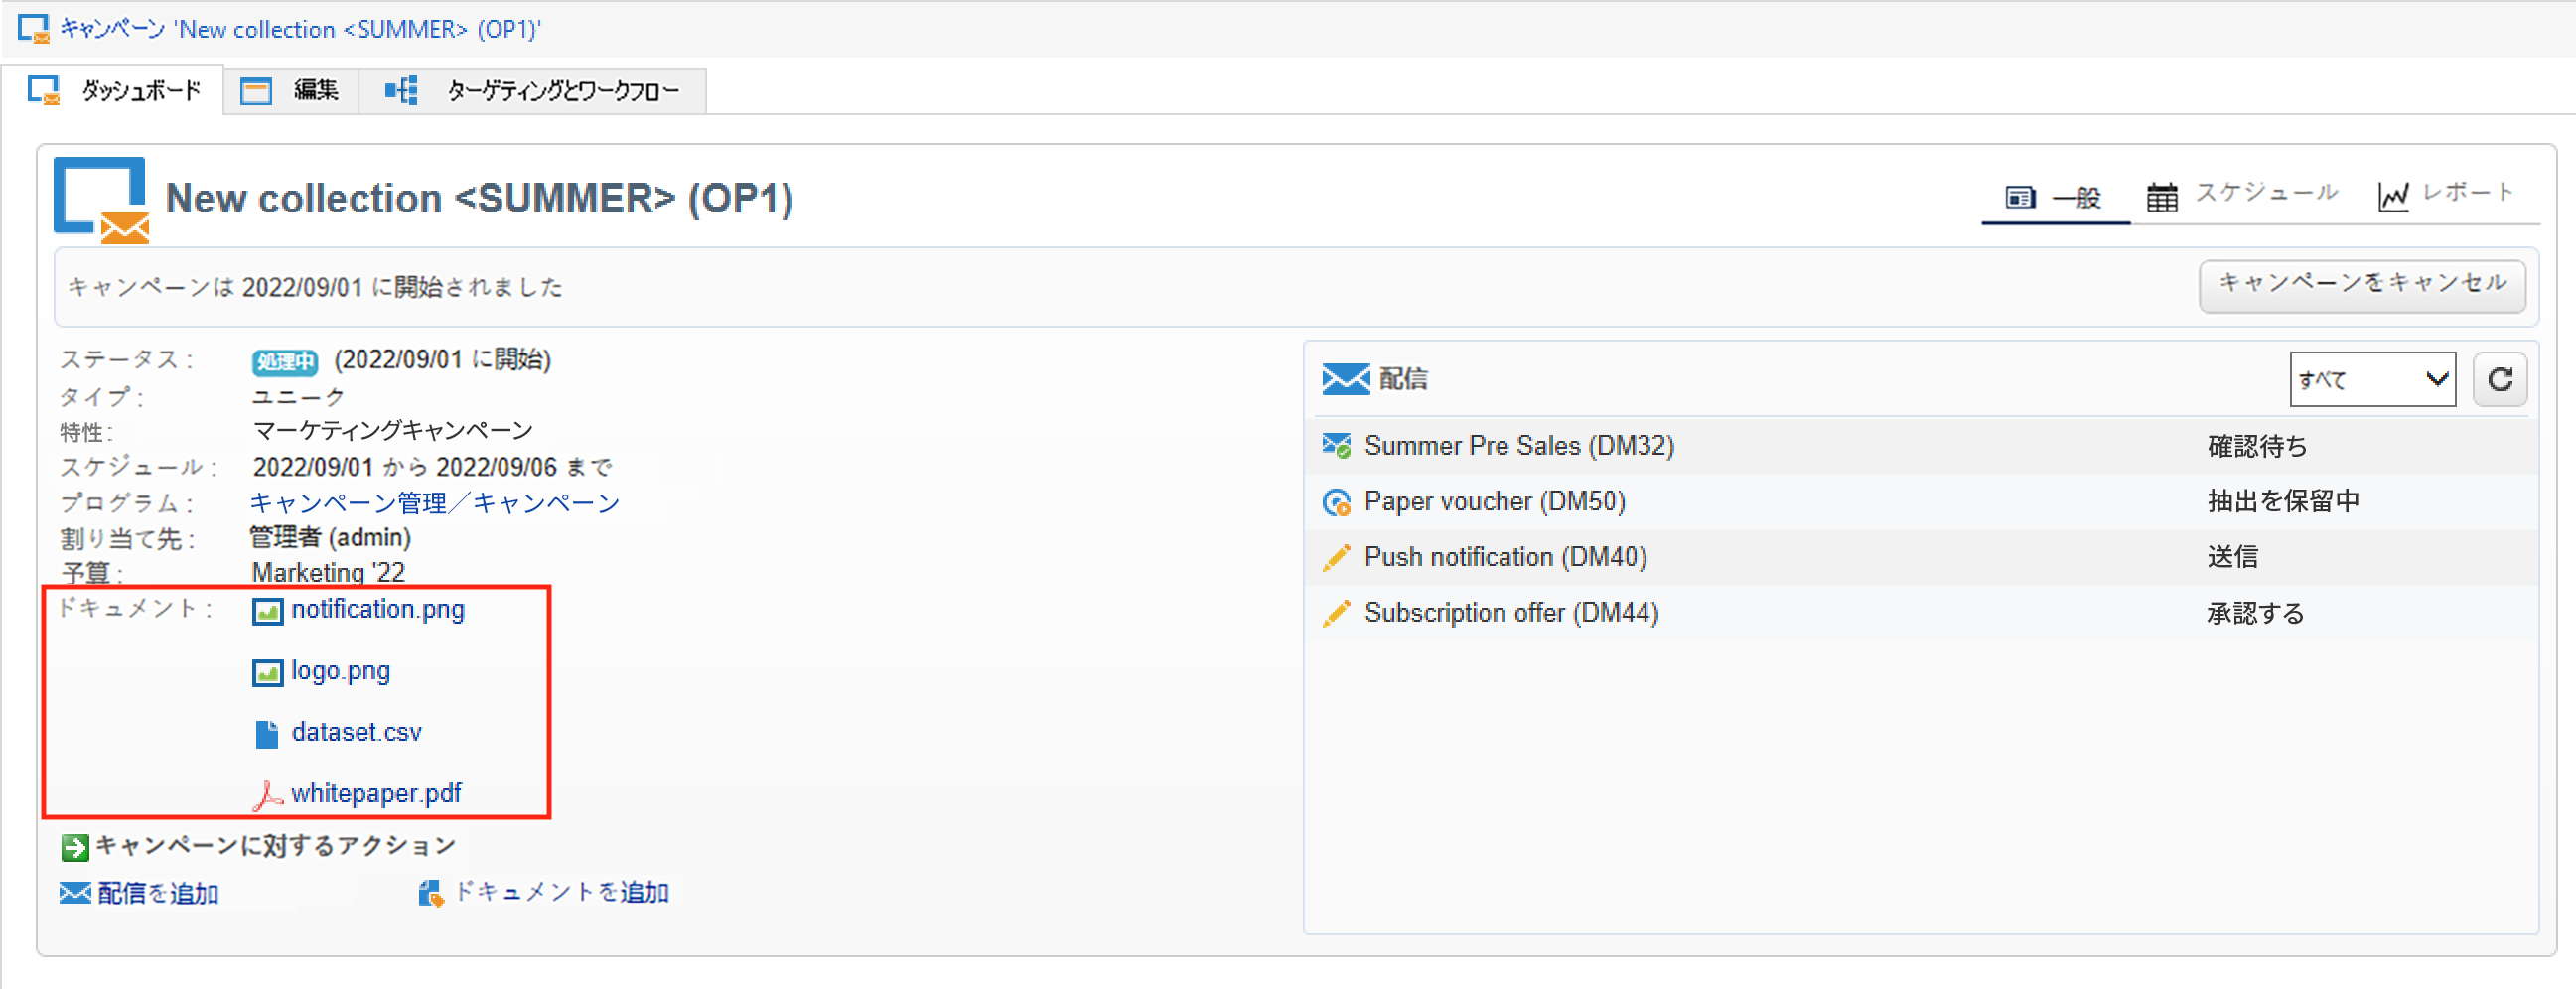 キャンペーン 'New collection <SUMMER> (OP1)'
ダッシュボード 編集 ターゲティングとワークフロー
New collection <SUMMER> (OP1)
一般 スケジュール レポート
キャンペーンは 2022/09/01 に開始されました
キャンペーンをキャンセル
ステータス : 処理中 (2022/09/01 に開始)
タイプ : ユニーク
特性: マーケティングキャンペーン
スケジュール : 2022/09/01 から 2022/09/06 まで
プログラム : キャンペーン管理／キャンペーン
割り当て先 : 管理者 (admin)
予算 : Marketing '22
ドキュメント : notification.png
logo.png
dataset.csv
whitepaper.pdf
キャンペーンに対するアクション
配信を追加 ドキュメントを追加
配信 すべて
Summer Pre Sales (DM32) 確認待ち
Paper voucher (DM50) 抽出を保留中
Push notification (DM40) 送信
Subscription offer (DM44) 承認する